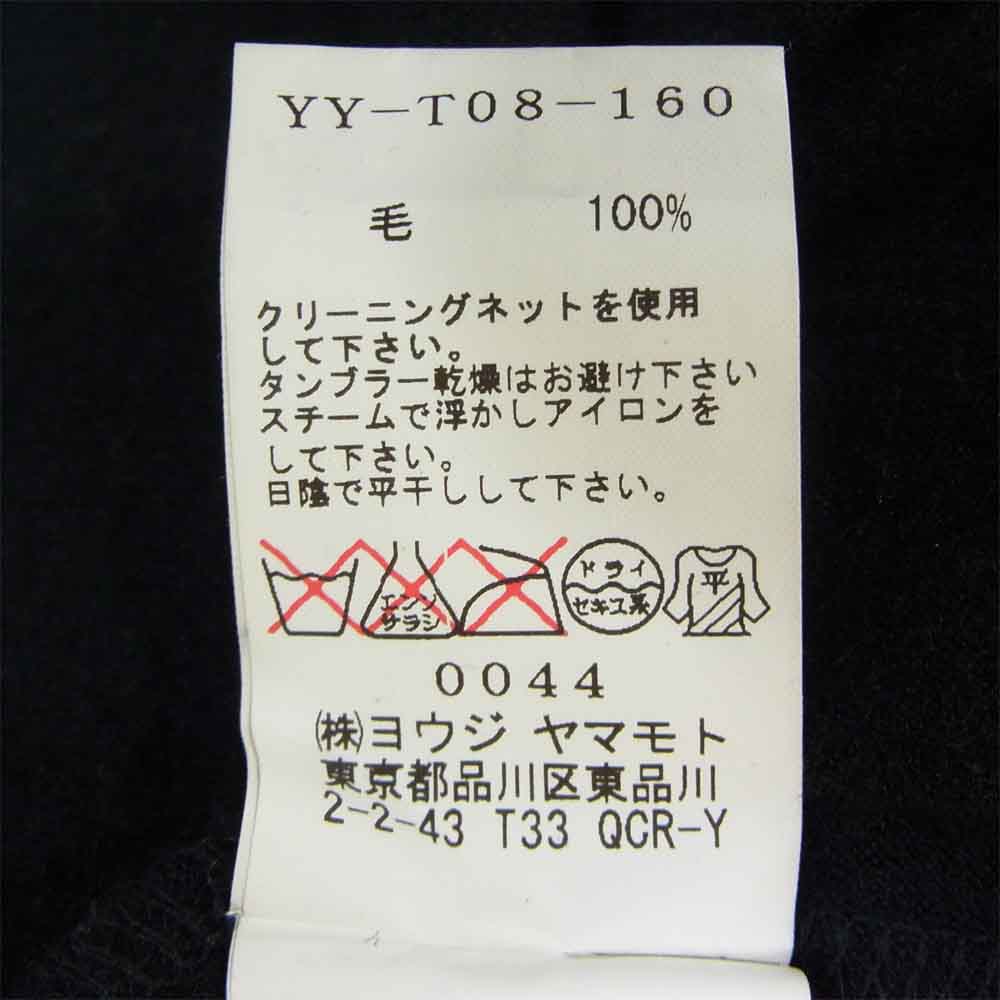 YY-T08-160
毛 100%
クリーニングネットを使用
して下さい。
タンブラー乾燥はお避け下さい
スチームで浮かしアイロンを
して下さい。
日陰で平干しして下さい。
エンソ サラシ ドライ セキユ系 平
0044
㈱ヨウジ ヤマモト
東京都品川区東品川
2-2-43 T33 QCR-Y